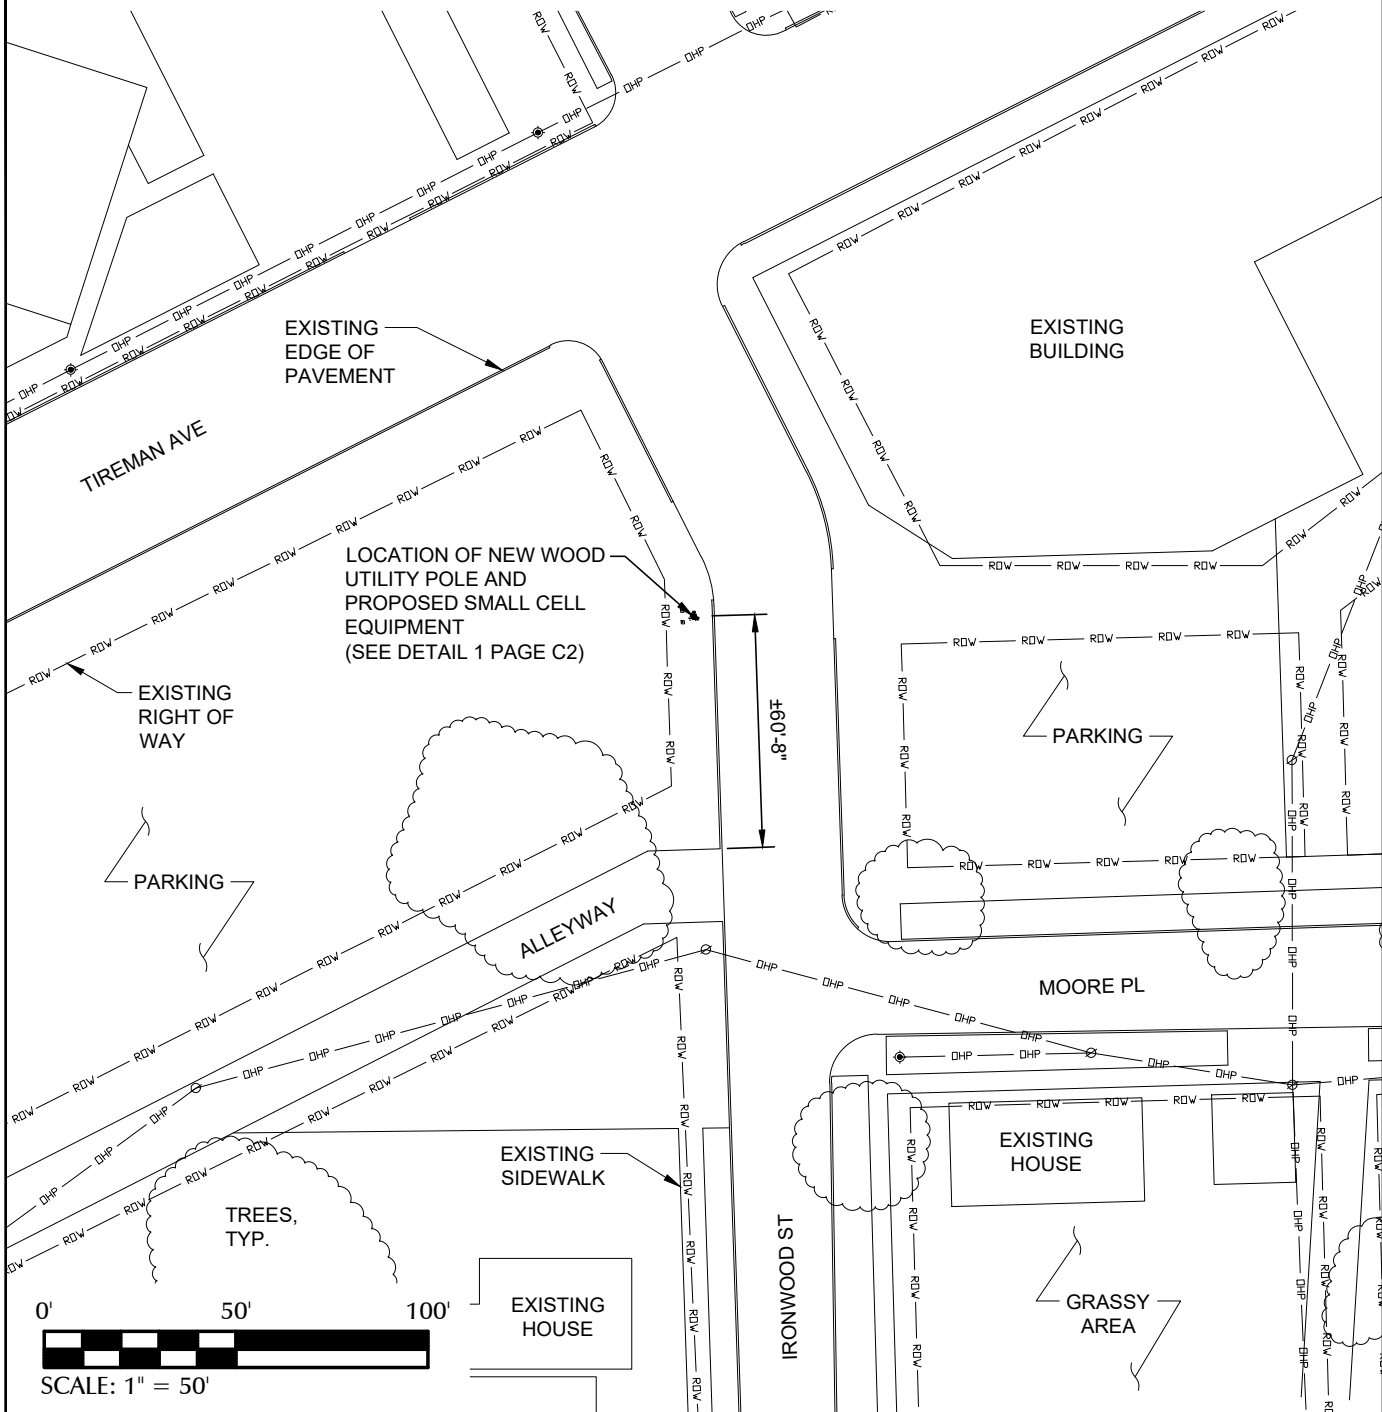 EXISTING
EDGE OF
PAVEMENT
EXISTING
BUILDING
TIREMAN AVE
LOCATION OF NEW WOOD
UTILITY POLE AND
PROPOSED SMALL CELL
EQUIPMENT
(SEE DETAIL 1 PAGE C2)
EXISTING
RIGHT OF
WAY
±60'-8"
PARKING
PARKING
ALLEYWAY
MOORE PL
EXISTING
SIDEWALK
EXISTING
HOUSE
TREES,
TYP.
IRONWOOD ST
EXISTING
HOUSE
GRASSY
AREA
0' 50' 100'
SCALE: 1" = 50'
ROW
OHP